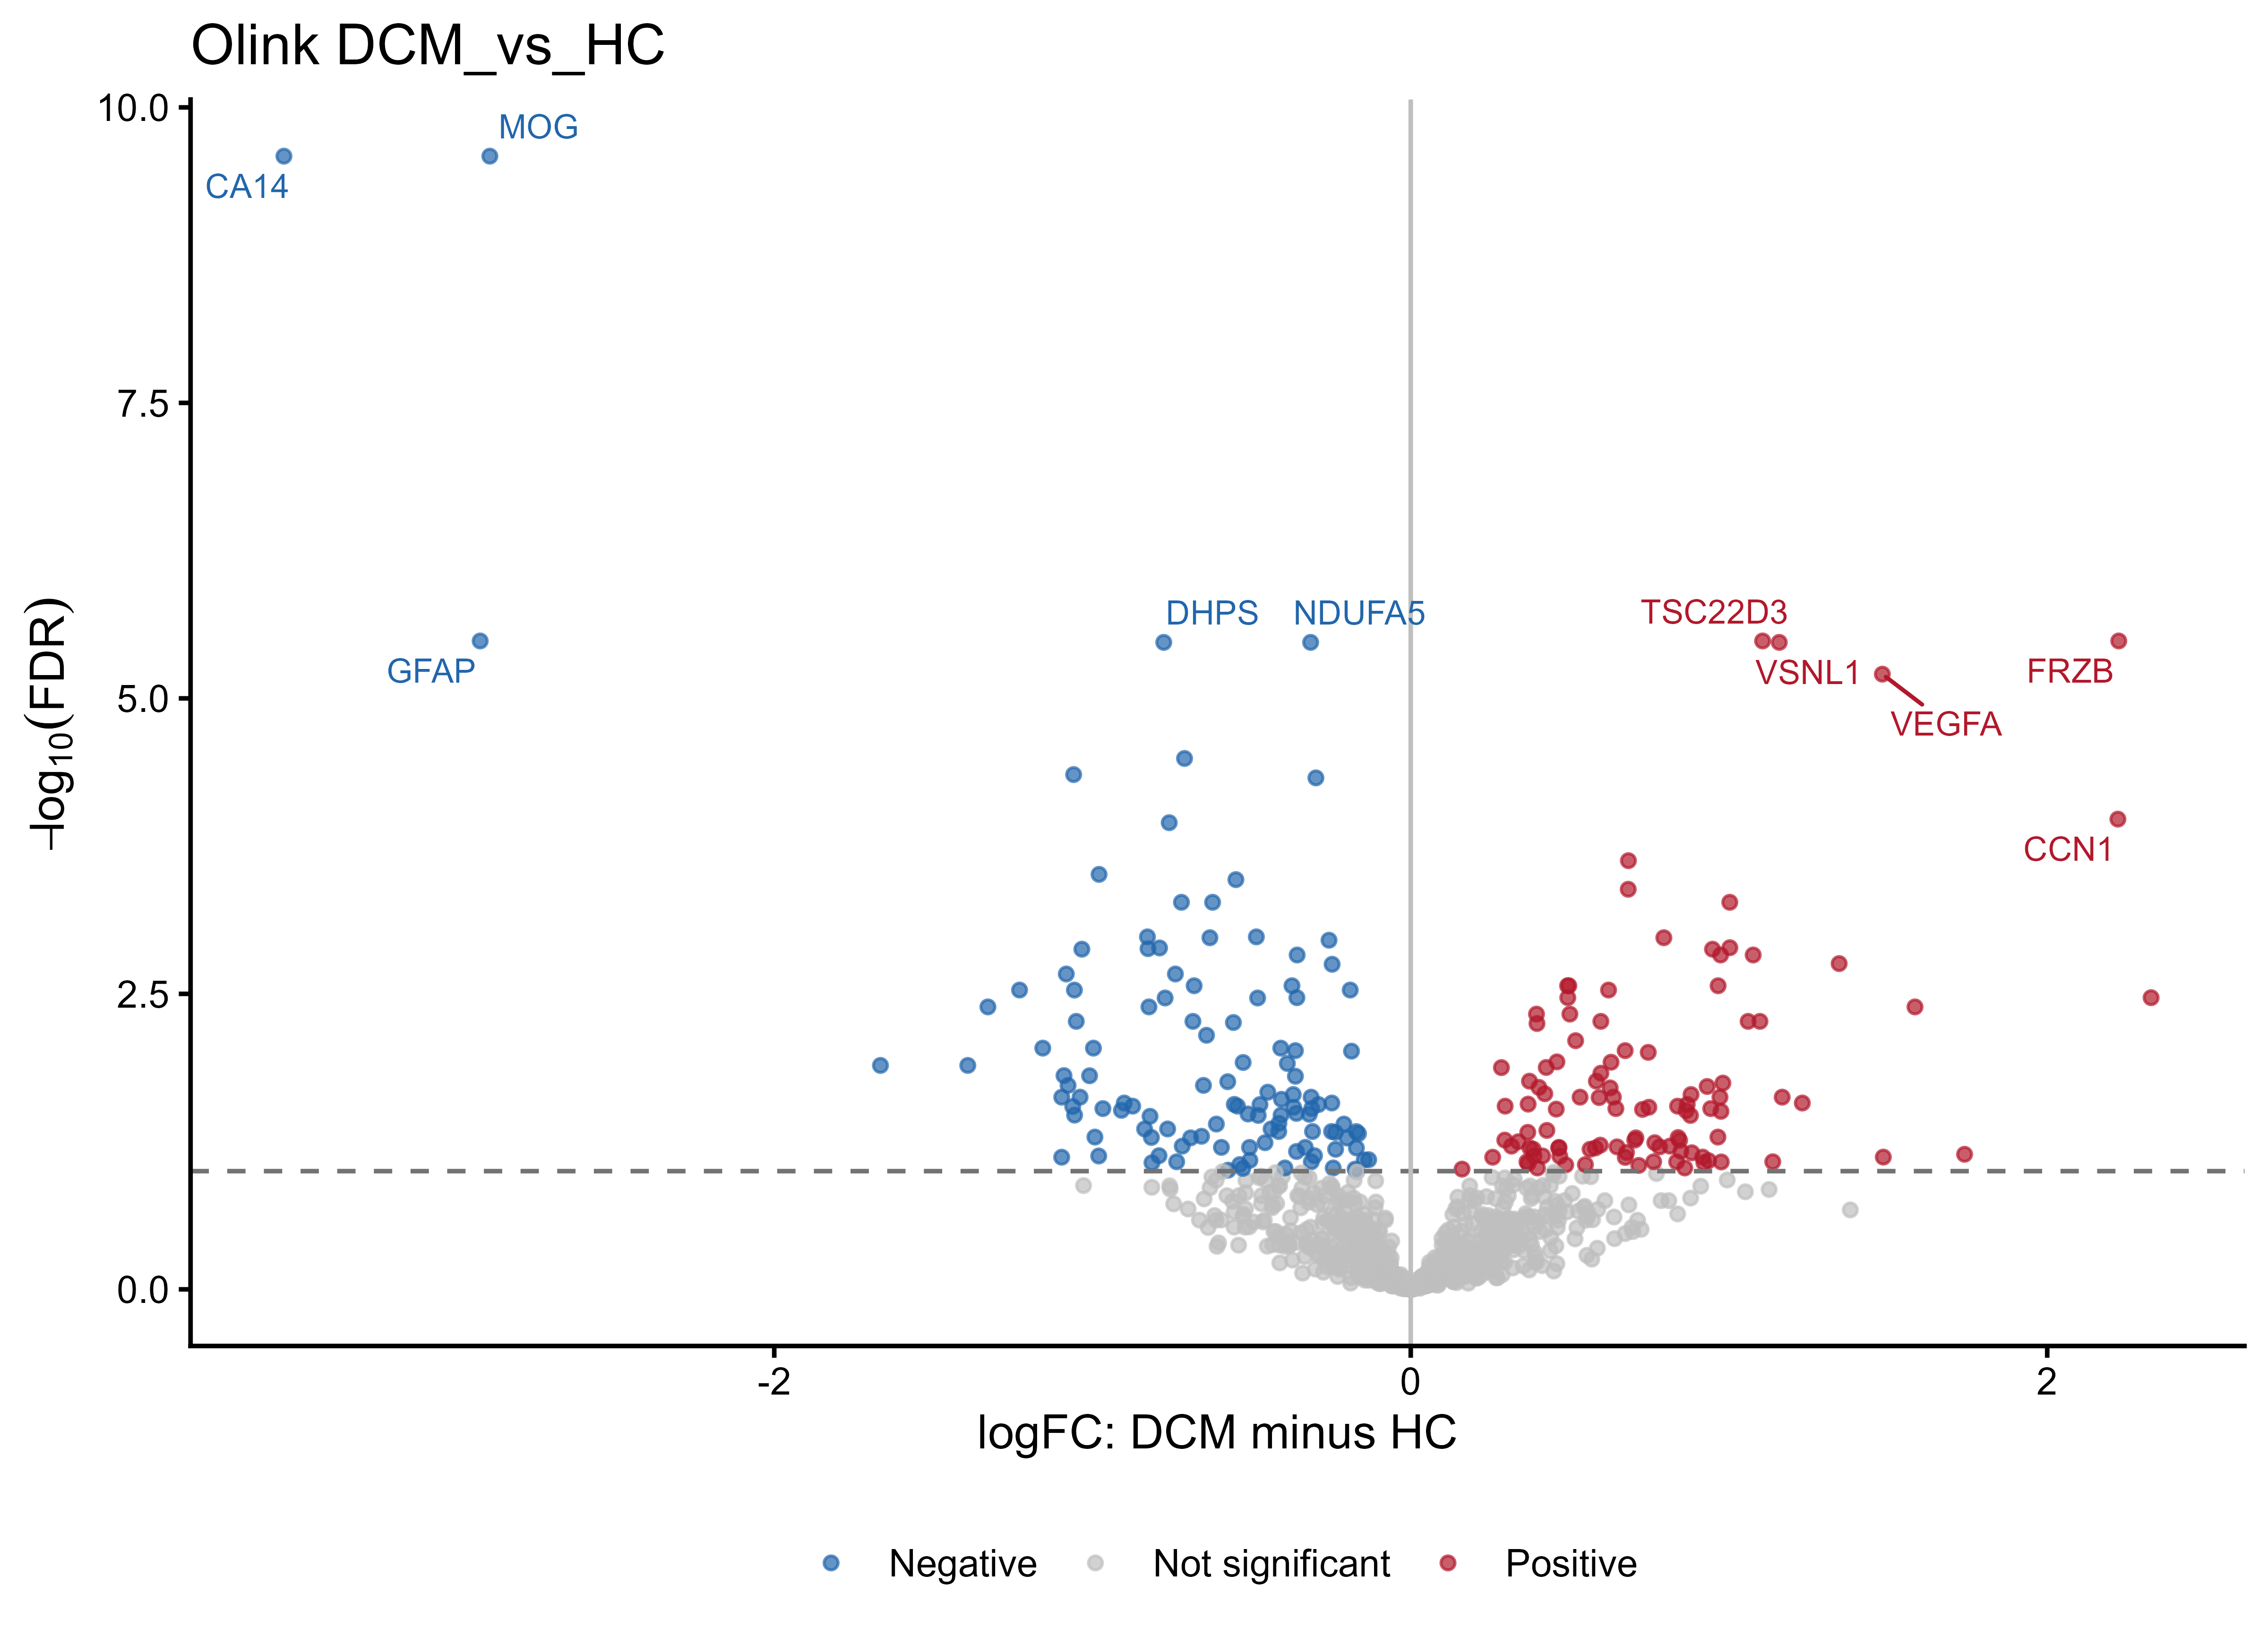 Olink DCM_vs_HC
10.0
MOG
CA14
7.5
DHPS
NDUFA5
TSC22D3
GFAP
VSNL1
FRZB
5.0
VEGFA
CCN1
−log10(FDR)
2.5
0.0
-2
0
2
logFC: DCM minus HC
Negative
Not significant
Positive